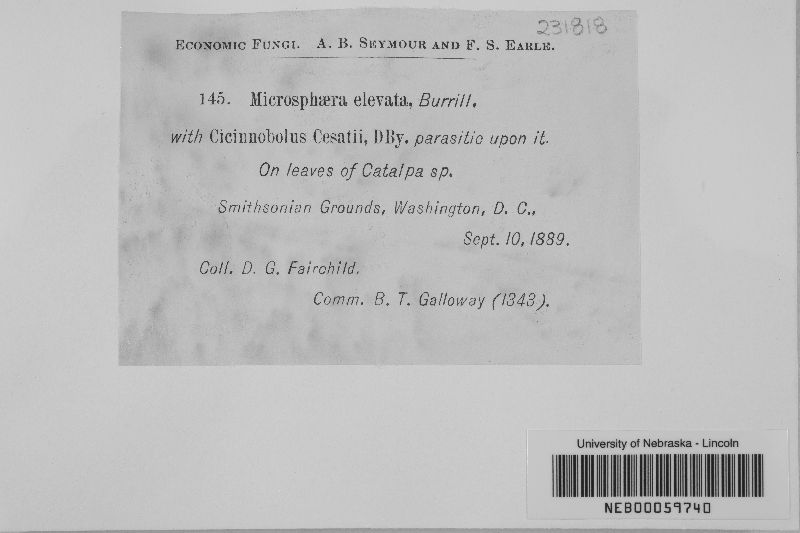 231818
Economic Fungi. A. B. Seymour and F. S. Earle.
145. Microsphæra elevata, Burrill.
with Cicinnobolus Cesatii, DBy. parasitic upon it.
On leaves of Catalpa sp.
Smithsonian Grounds, Washington, D. C.,
Sept. 10, 1889.
Coll. D. G. Fairchild.
Comm. B. T. Galloway (1343).
University of Nebraska - Lincoln
NEB00059740